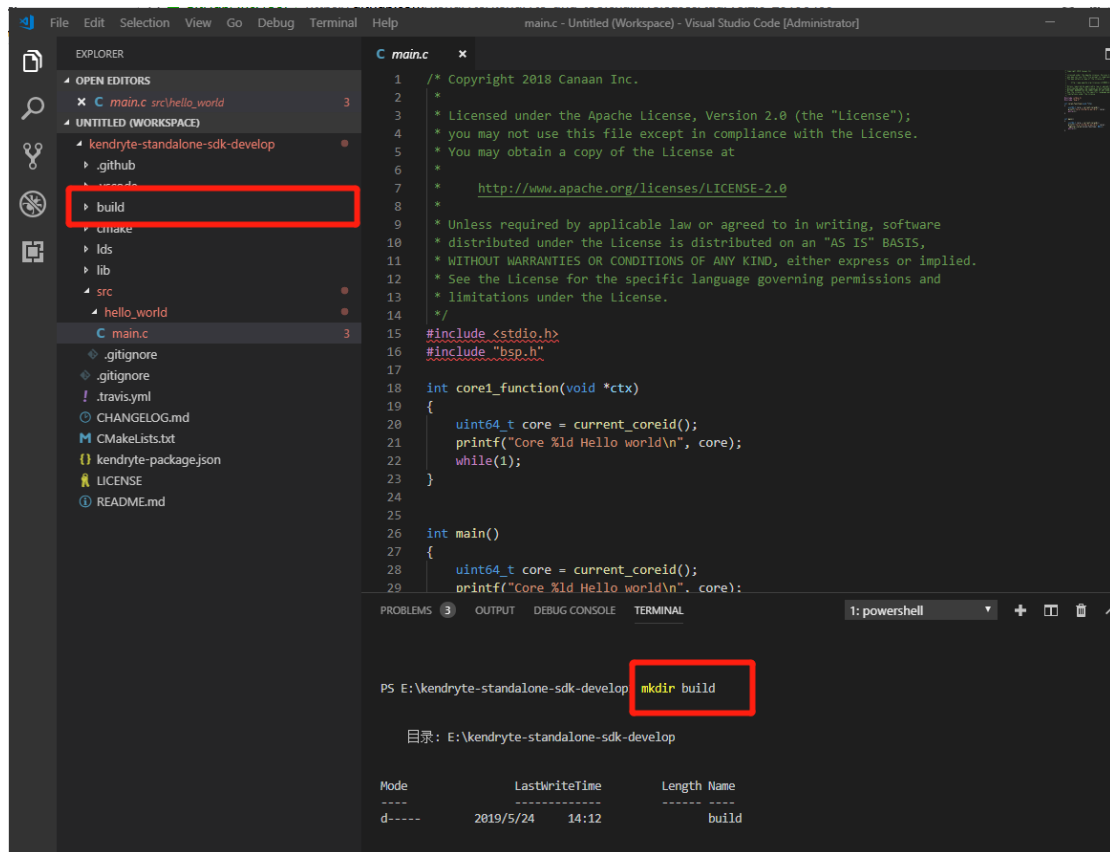 File Edit Selection View Go Debug Terminal Help main.c - Untitled (Workspace) - Visual Studio Code [Administrator]
EXPLORER
OPEN EDITORS
C main.c src\hello_world 3
UNTITLED (WORKSPACE)
kendryte-standalone-sdk-develop
.github
.vscode
build
cmake
lds
lib
src
hello_world
C main.c 3
.gitignore
.gitignore
! .travis.yml
CHANGELOG.md
CMakeLists.txt
{} kendryte-package.json
LICENSE
README.md
C main.c
1 /* Copyright 2018 Canaan Inc.
2 *
3 * Licensed under the Apache License, Version 2.0 (the "License");
4 * you may not use this file except in compliance with the License.
5 * You may obtain a copy of the License at
6 *
7 * http://www.apache.org/licenses/LICENSE-2.0
8 *
9 * Unless required by applicable law or agreed to in writing, software
10 * distributed under the License is distributed on an "AS IS" BASIS,
11 * WITHOUT WARRANTIES OR CONDITIONS OF ANY KIND, either express or implied.
12 * See the License for the specific language governing permissions and
13 * limitations under the License.
14 */
15 #include <stdio.h>
16 #include "bsp.h"
17
18 int core1_function(void *ctx)
19 {
20 uint64_t core = current_coreid();
21 printf("Core %ld Hello world\n", core);
22 while(1);
23 }
24
25
26 int main()
27 {
28 uint64_t core = current_coreid();
29 printf("Core %ld Hello world\n", core);
PROBLEMS 3 OUTPUT DEBUG CONSOLE TERMINAL 1: powershell
PS E:\kendryte-standalone-sdk-develop mkdir build
目录: E:\kendryte-standalone-sdk-develop
Mode LastWriteTime Length Name
---- ------------- ------ ----
d----- 2019/5/24 14:12 build